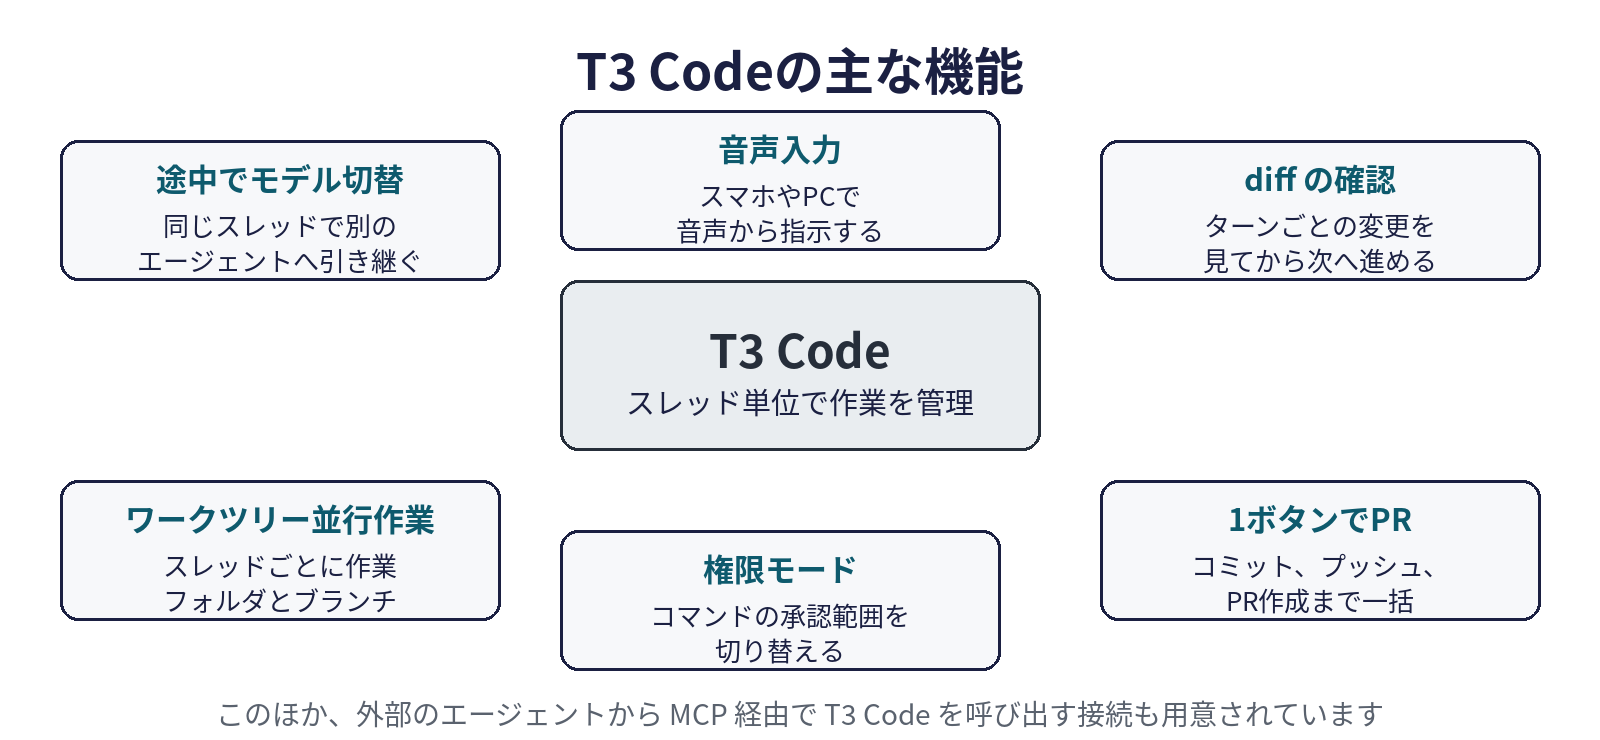 T3 Codeの主な機能
途中でモデル切替
同じスレッドで別の
エージェントへ引き継ぐ
音声入力
スマホやPCで
音声から指示する
diff の確認
ターンごとの変更を
見てから次へ進める
T3 Code
スレッド単位で作業を管理
ワークツリー並行作業
スレッドごとに作業
フォルダとブランチ
権限モード
コマンドの承認範囲を
切り替える
1ボタンでPR
コミット、プッシュ、
PR作成まで一括
このほか、外部のエージェントから MCP 経由で T3 Code を呼び出す接続も用意されています